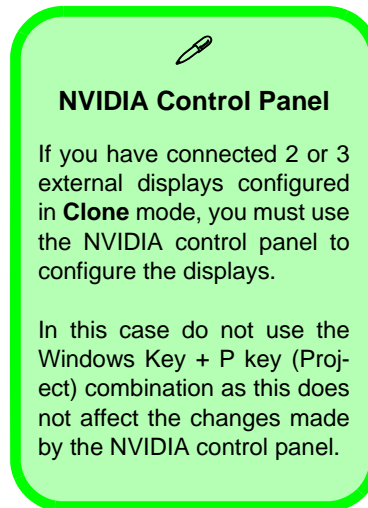 NVIDIA Control Panel
If you have connected 2 or 3
external displays configured
in Clone mode, you must use
the NVIDIA control panel to
configure the displays.
In this case do not use the
Windows Key + P key (Proj-
ect) combination as this does
not affect the changes made
by the NVIDIA control panel.